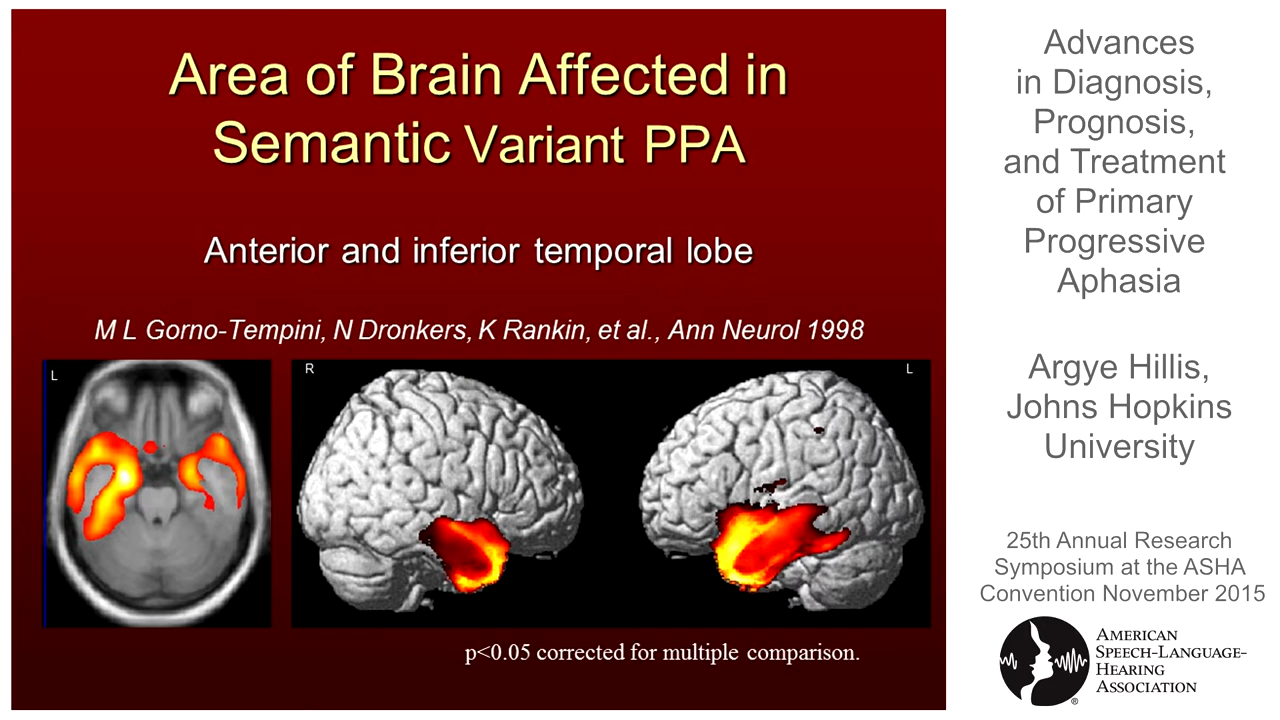 Area of Brain Affected in
Semantic Variant PPA
Anterior and inferior temporal lobe
M L Gorno-Tempini, N Dronkers, K Rankin, et al., Ann Neurol 1998
L
R
L
p<0.05 corrected for multiple comparison.
Advances
in Diagnosis,
Prognosis,
and Treatment
of Primary
Progressive
Aphasia
Argye Hillis,
Johns Hopkins
University
25th Annual Research
Symposium at the ASHA
Convention November 2015
AMERICAN
SPEECH-LANGUAGE-
HEARING
ASSOCIATION
®